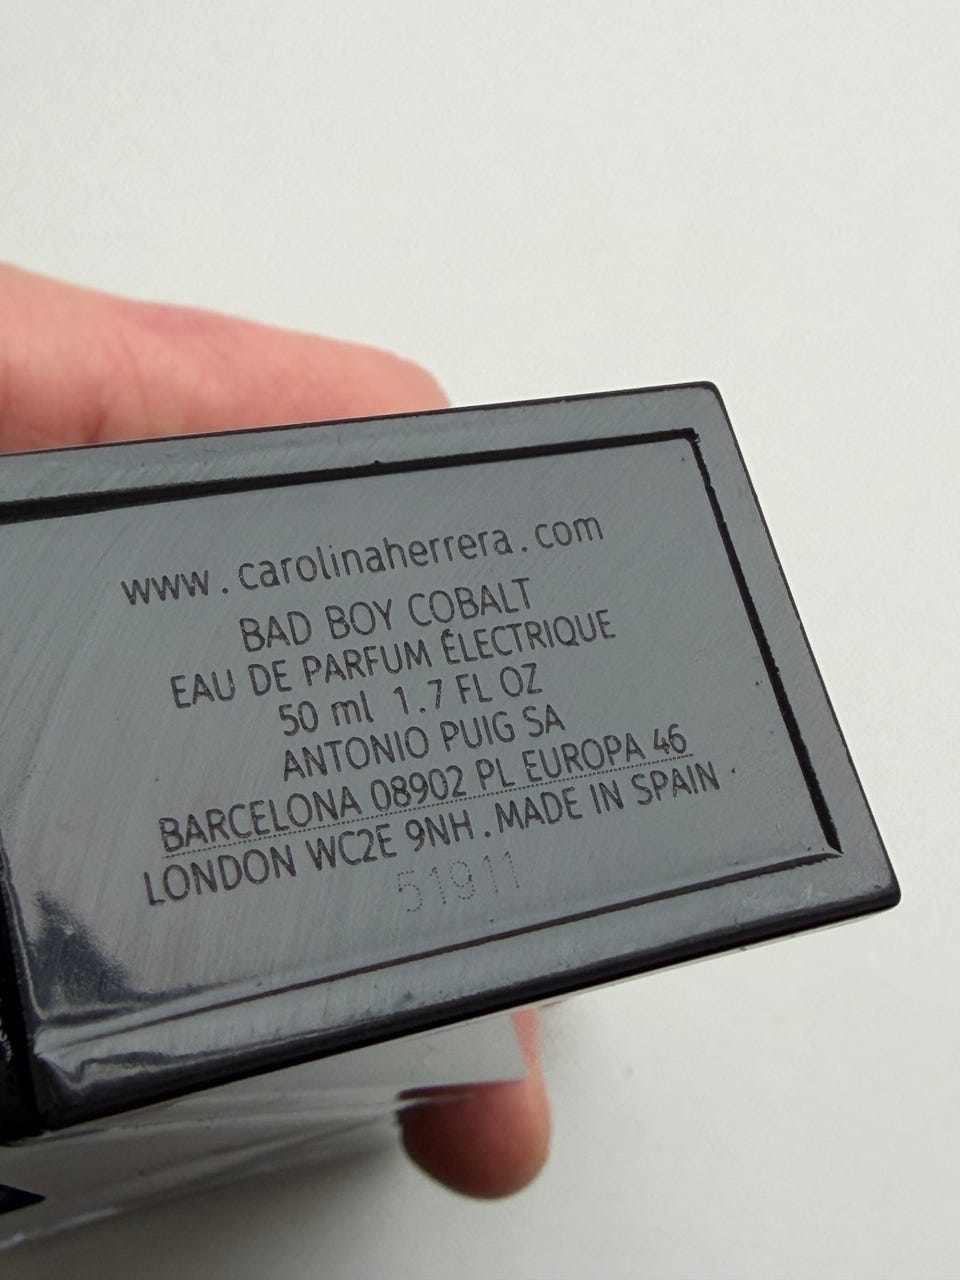 www.carolinaherrera.com
BAD BOY COBALT
EAU DE PARFUM ÉLECTRIQUE
50 ml 1.7 FL OZ
ANTONIO PUIG SA
BARCELONA 08902 PL EUROPA 46
LONDON WC2E 9NH. MADE IN SPAIN
51911